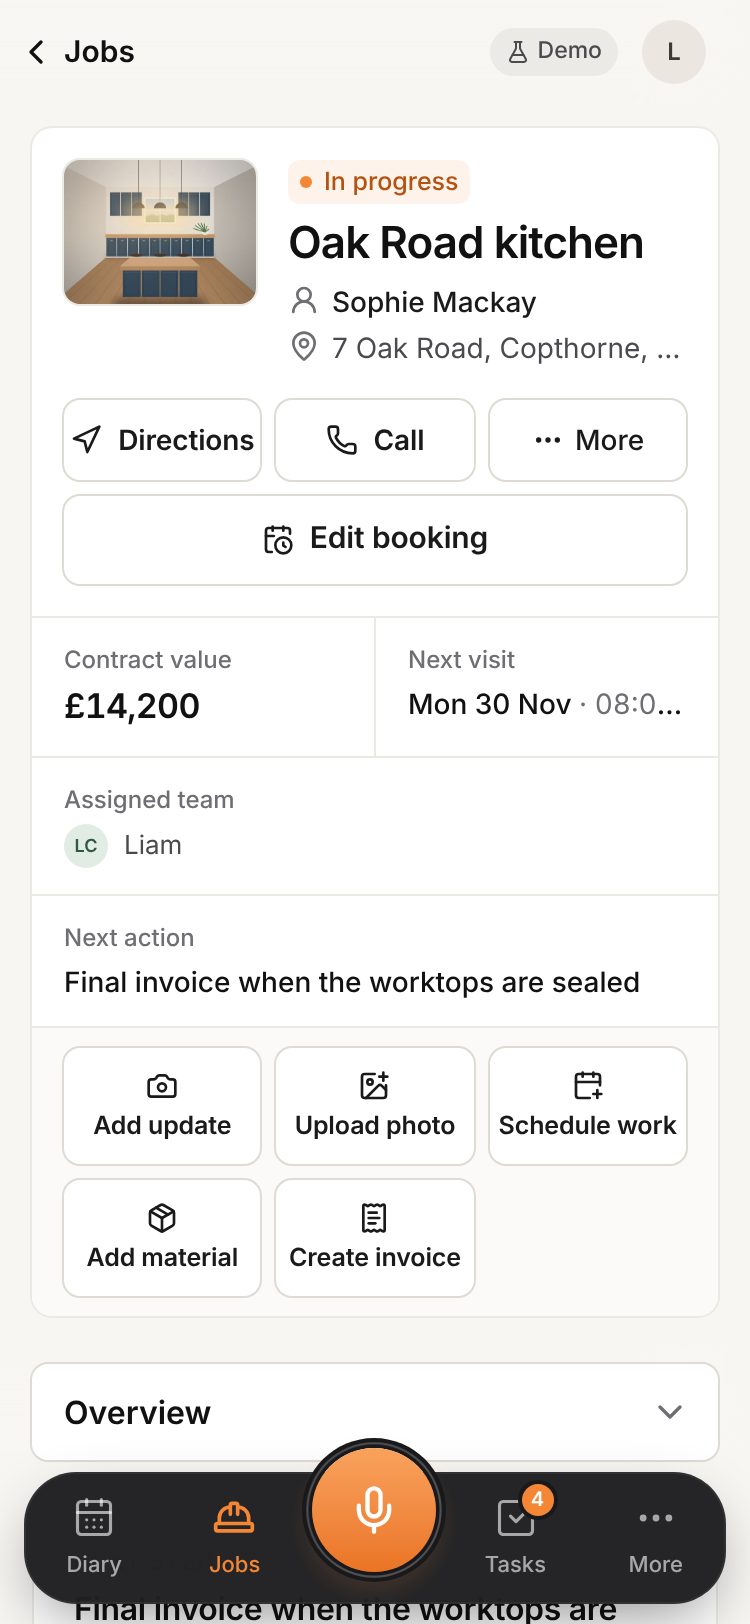 Jobs
Demo
L
In progress
Oak Road kitchen
Sophie Mackay
7 Oak Road, Copthorne, ...
Directions
Call
More
Edit booking
Contract value
£14,200
Next visit
Mon 30 Nov · 08:0...
Assigned team
LC
Liam
Next action
Final invoice when the worktops are sealed
Add update
Upload photo
Schedule work
Add material
Create invoice
Overview
Diary
Jobs
4
Tasks
More
Final invoice when the worktops are